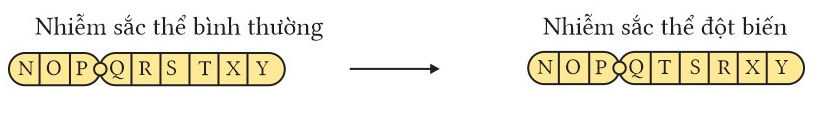 Nhiễm sắc thể bình thường
N O P Q R S T X Y
Nhiễm sắc thể đột biến
N O P Q T S R X Y